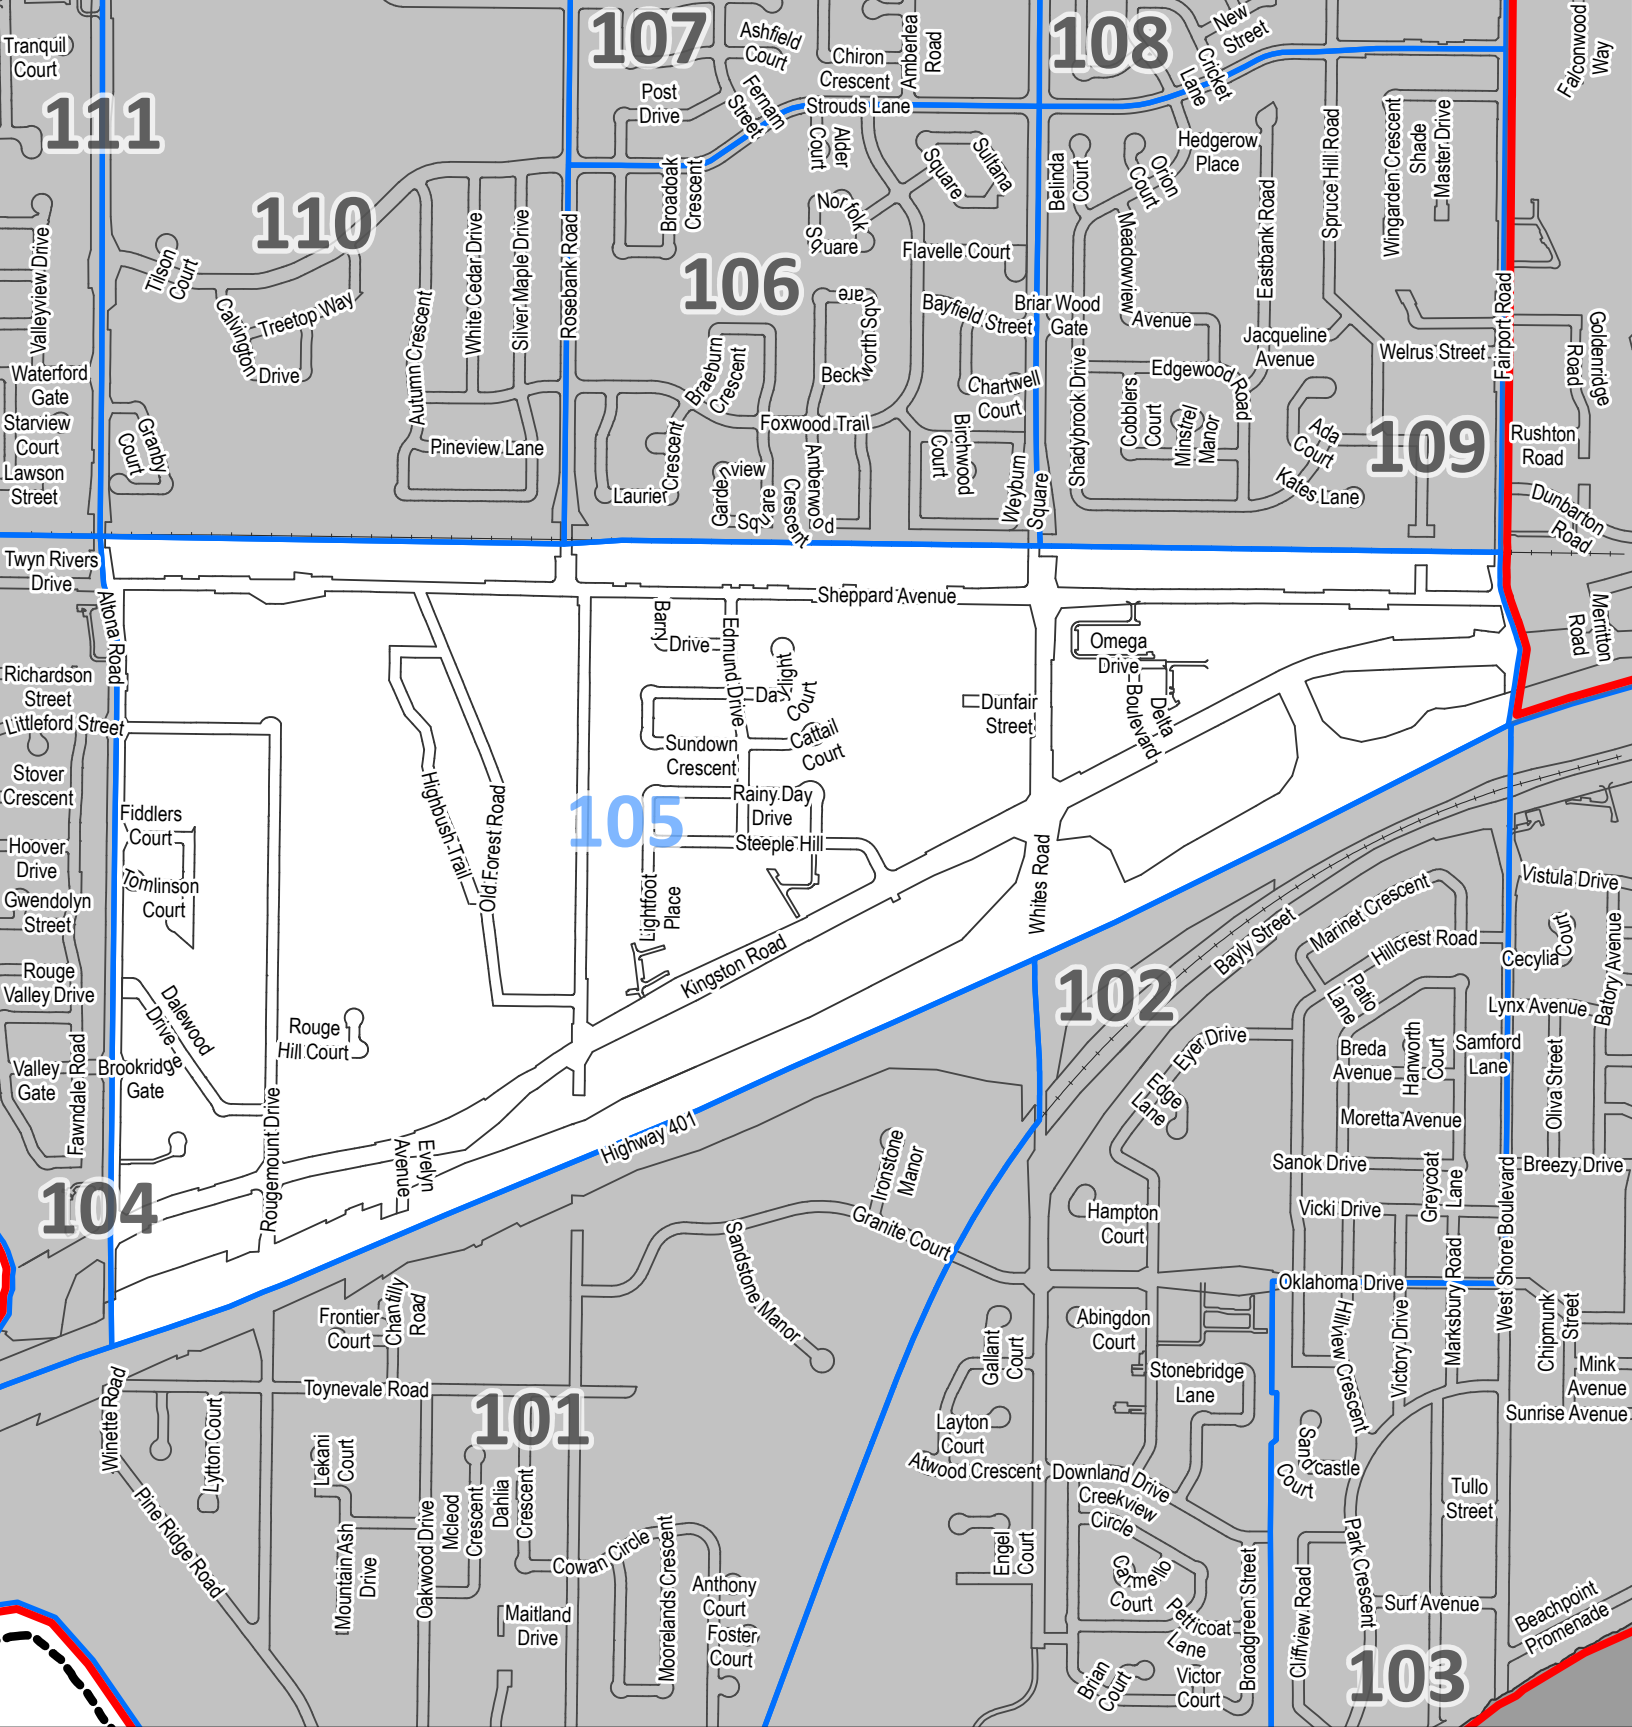 107
108
111
110
106
109
105
102
104
101
103
Tranquil
Court
Ashfield
Court
Chiron
Crescent
Amberlea
Road
New
Street
Cricket
Lane
Falconwood
Way
Post
Drive
Fernam
Street
Strouds Lane
Alder
Court
Broadoak
Crescent
Sultana
Square
Belinda
Court
Orion
Court
Hedgerow
Place
Spruce Hill Road
Wingarden Crescent
Shade
Master Drive
Valleyview Drive
Tilson
Court
Calvington
Drive
Treetop Way
Autumn Crescent
White Cedar Drive
Silver Maple Drive
Rosebank Road
Norfolk
Square
Flavelle Court
Meadowview
Avenue
Eastbank Road
Fairport Road
Beckworth Square
Bayfield Street
Briar Wood
Gate
Jacqueline
Avenue
Welrus Street
Goldenridge
Road
Waterford
Gate
Starview
Court
Lawson
Street
Granby
Court
Pineview Lane
Braeburn
Crescent
Foxwood Trail
Chartwell
Court
Birchwood
Court
Shadybrook Drive
Edgewood Road
Cobblers
Court
Minstrel
Manor
Ada
Court
Kates Lane
Rushton
Road
Dunbarton
Road
Laurier Crescent
Gardenview
Square
Amberwood
Crescent
Weyburn
Square
Twyn Rivers
Drive
Altona Road
Sheppard Avenue
Barry
Drive
Edmund Drive
Daylight
Court
Omega
Drive
Delta
Boulevard
Merritton
Road
Richardson
Street
Littleford Street
Stover
Crescent
Sundown
Crescent
Cattail
Court
Dunfair
Street
Highbush Trail
Old Forest Road
Rainy Day
Drive
Steeple Hill
Fiddlers
Court
Tomlinson
Court
Hoover
Drive
Gwendolyn
Street
Lightfoot
Place
Kingston Road
Whites Road
Bayly Street
Marinet Crescent
Hillcrest Road
Vistula Drive
Cecylia
Court
Batory Avenue
Rouge
Valley Drive
Dalewood
Drive
Rouge
Hill Court
Patio
Lane
Lynx Avenue
Valley
Gate
Fawndale Road
Brookridge
Gate
Rougemount Drive
Evelyn
Avenue
Highway 401
Eyer Drive
Edge
Lane
Breda
Avenue
Hanworth
Court
Samford
Lane
Moretta Avenue
Oliva Street
Ironstone
Manor
Granite Court
Sandstone Manor
Hampton
Court
Sanok Drive
Vicki Drive
Greycoat
Lane
West Shore Boulevard
Breezy Drive
Oklahoma Drive
Frontier
Court
Chantilly
Road
Toynevale Road
Gallant
Court
Abingdon
Court
Stonebridge
Lane
Hillview Crescent
Victory Drive
Marksbury Road
Chipmunk
Street
Mink
Avenue
Sunrise Avenue
Winette Road
Lytton Court
Lekani
Court
Layton
Court
Atwood Crescent
Downland Drive
Creekview
Circle
Sandcastle
Court
Tullo
Street
Pine Ridge Road
Mountain Ash
Drive
Oakwood Drive
Mcleod
Crescent
Dahlia
Crescent
Cowan Circle
Moorelands Crescent
Engel
Court
Carmello
Court
Petticoat
Lane
Broadgreen Street
Cliffview Road
Park Crescent
Surf Avenue
Beachpoint
Promenade
Maitland
Drive
Anthony
Court
Foster
Court
Brian
Court
Victor
Court